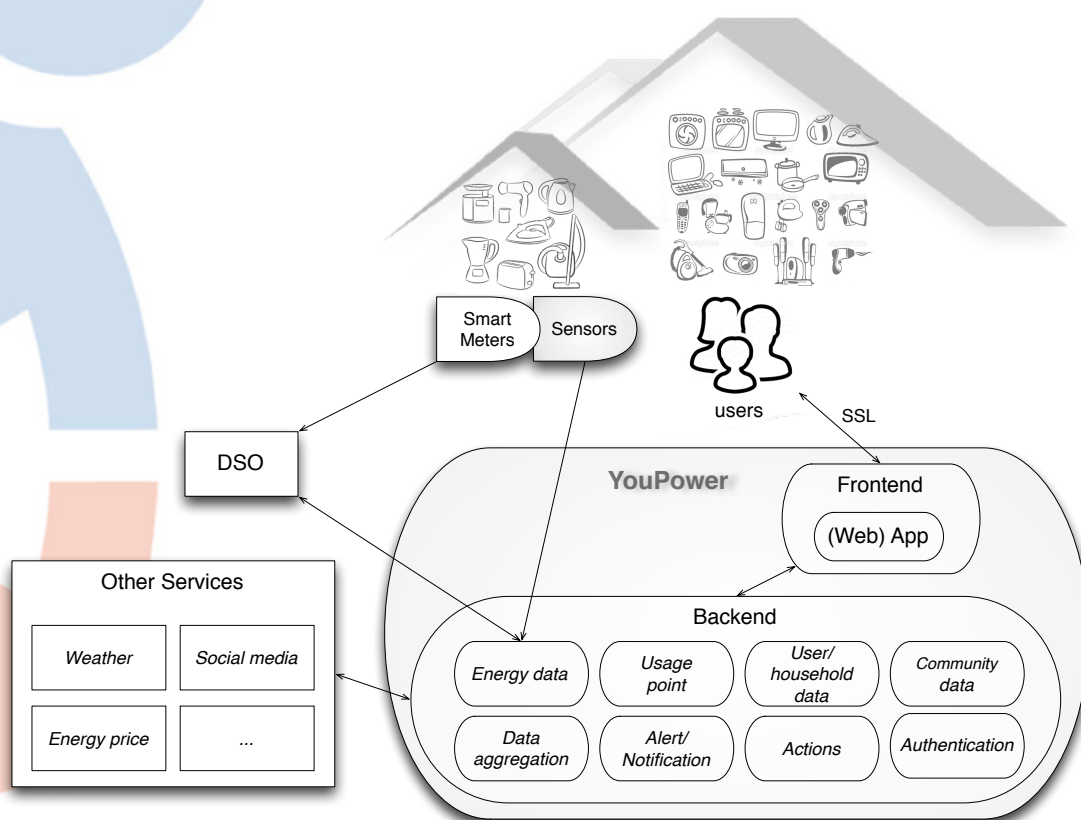 Smart
Meters
Sensors
users
SSL
DSO
YouPower
Frontend
(Web) App
Other Services
Weather
Social media
Energy price
...
Backend
Energy data
Usage
point
User/
household
data
Community
data
Data
aggregation
Alert/
Notification
Actions
Authentication